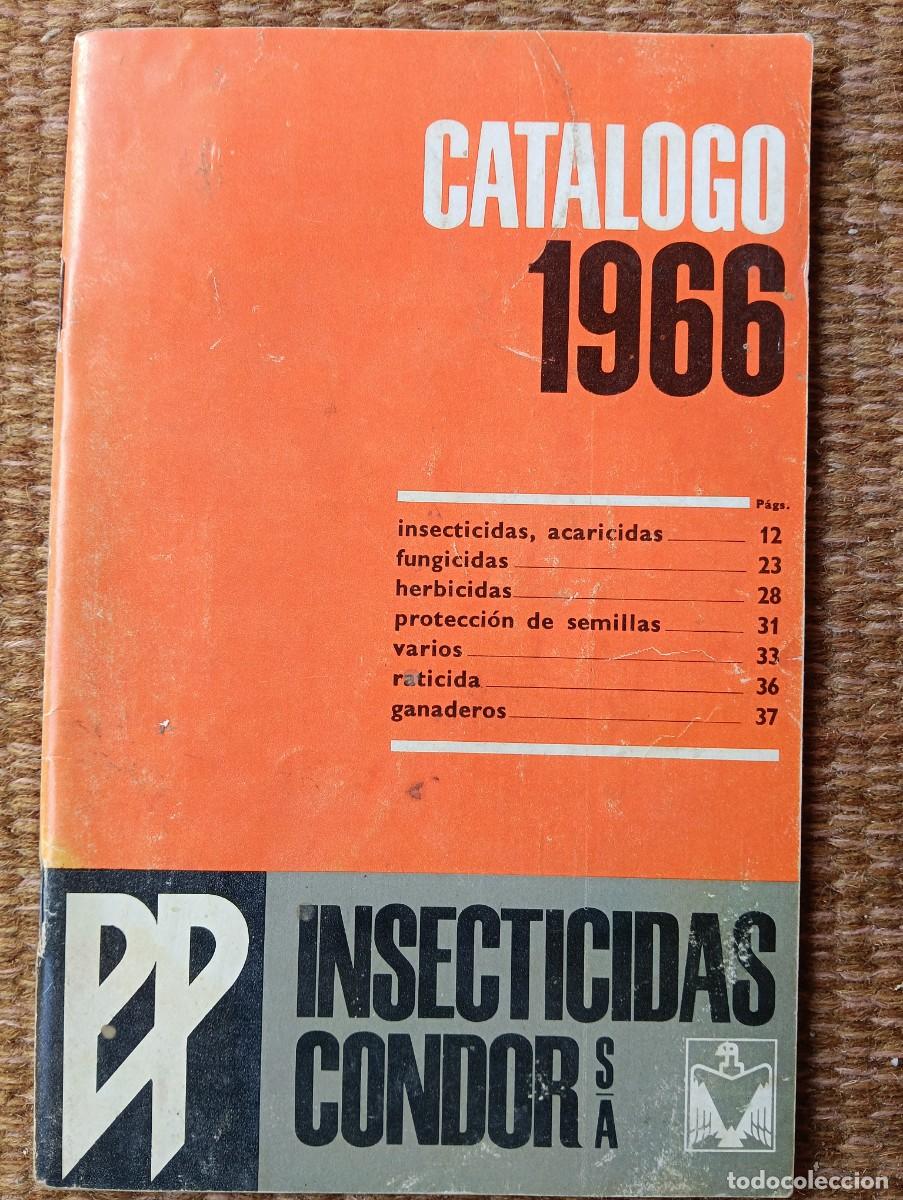 CATALOGO
1966
Págs.
insecticidas, acaricidas 12
fungicidas 23
herbicidas 28
protección de semillas 31
varios 33
raticida 36
ganaderos 37
INSECTICIDAS
CONDOR S A
todocoleccion